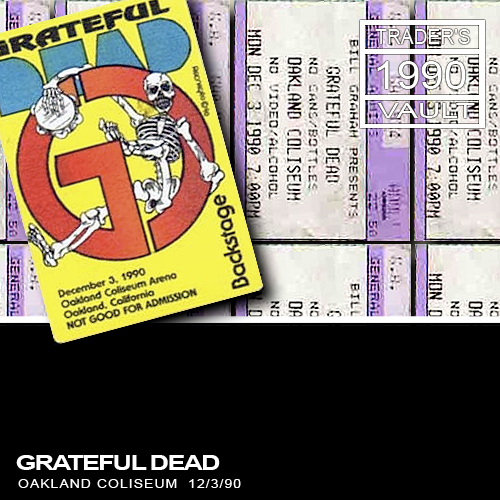 GRATEFUL
DEAD
Backstage
December 3, 1990
Oakland Coliseum Arena
Oakland, California
NOT GOOD FOR ADMISSION
BILL GRAHAM PRESENTS
GRATEFUL DEAD
OAKLAND COLISEUM
NO CANS/BOTTLES
NO VIDEO/ALCOHOL
MON DEC 3 1990 7:00PM
TRADER'S
1990
VAULT
GRATEFUL DEAD
OAKLAND COLISEUM 12/3/90